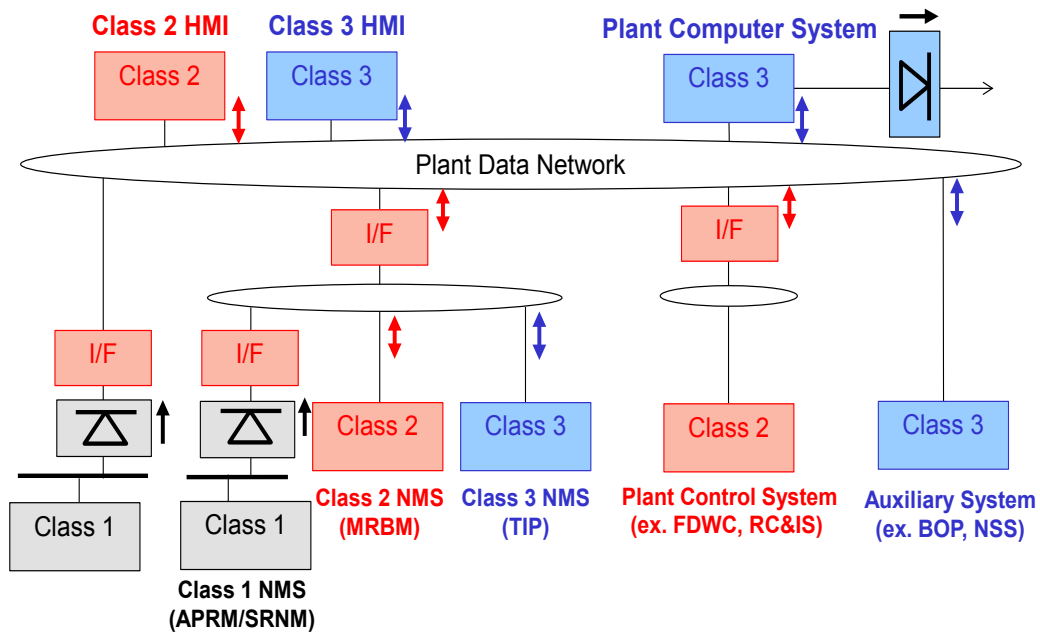 Class 2 HMI
Class 3 HMI
Plant Computer System
Class 2
Class 3
Class 3
Plant Data Network
I/F
I/F
I/F
I/F
Class 2
Class 3
Class 2
Class 3
Class 1
Class 1
Class 2 NMS
(MRBM)
Class 3 NMS
(TIP)
Plant Control System
(ex. FDWC, RC&IS)
Auxiliary System
(ex. BOP, NSS)
Class 1 NMS
(APRM/SRNM)